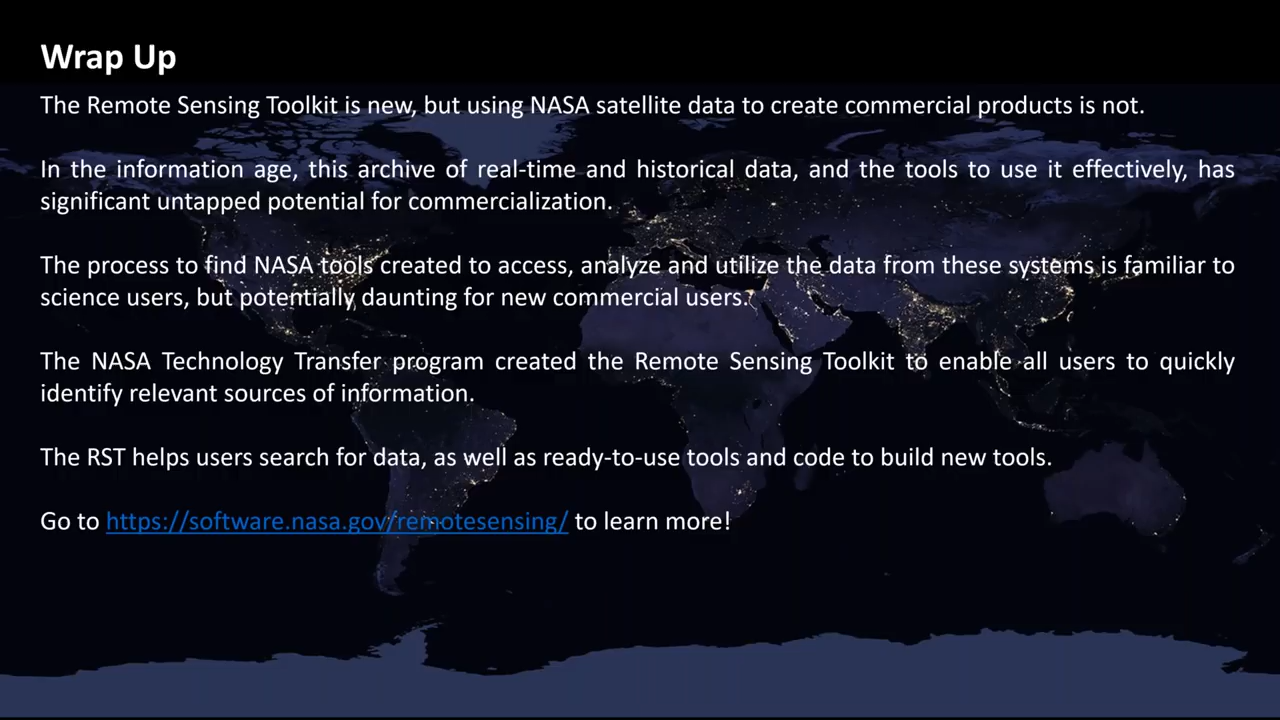 Wrap Up
The Remote Sensing Toolkit is new, but using NASA satellite data to create commercial products is not.
In the information age, this archive of real-time and historical data, and the tools to use it effectively, has
significant untapped potential for commercialization.
The process to find NASA tools created to access, analyze and utilize the data from these systems is familiar to
science users, but potentially daunting for new commercial users.
The NASA Technology Transfer program created the Remote Sensing Toolkit to enable all users to quickly
identify relevant sources of information.
The RST helps users search for data, as well as ready-to-use tools and code to build new tools.
Go to https://software.nasa.gov/remotesensing/ to learn more!